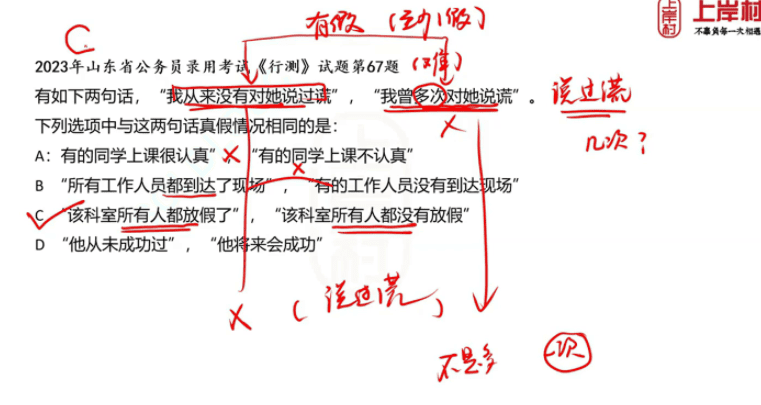 上岸村
不辜负每一次相遇
有假（至少1假）
C
2023年山东省公务员录用考试《行测》试题第67题
有如下两句话，“我从来没有对她说过谎”，“我曾多次对她说谎”。
说过谎
几次？
下列选项中与这两句话真假情况相同的是：
A：有的同学上课很认真”，“有的同学上课不认真”
B “所有工作人员都到达了现场”，“有的工作人员没有到达现场”
C “该科室所有人都放假了”，“该科室所有人都没有放假”
D “他从未成功过”，“他将来会成功”
（说过谎）
不是多
一次